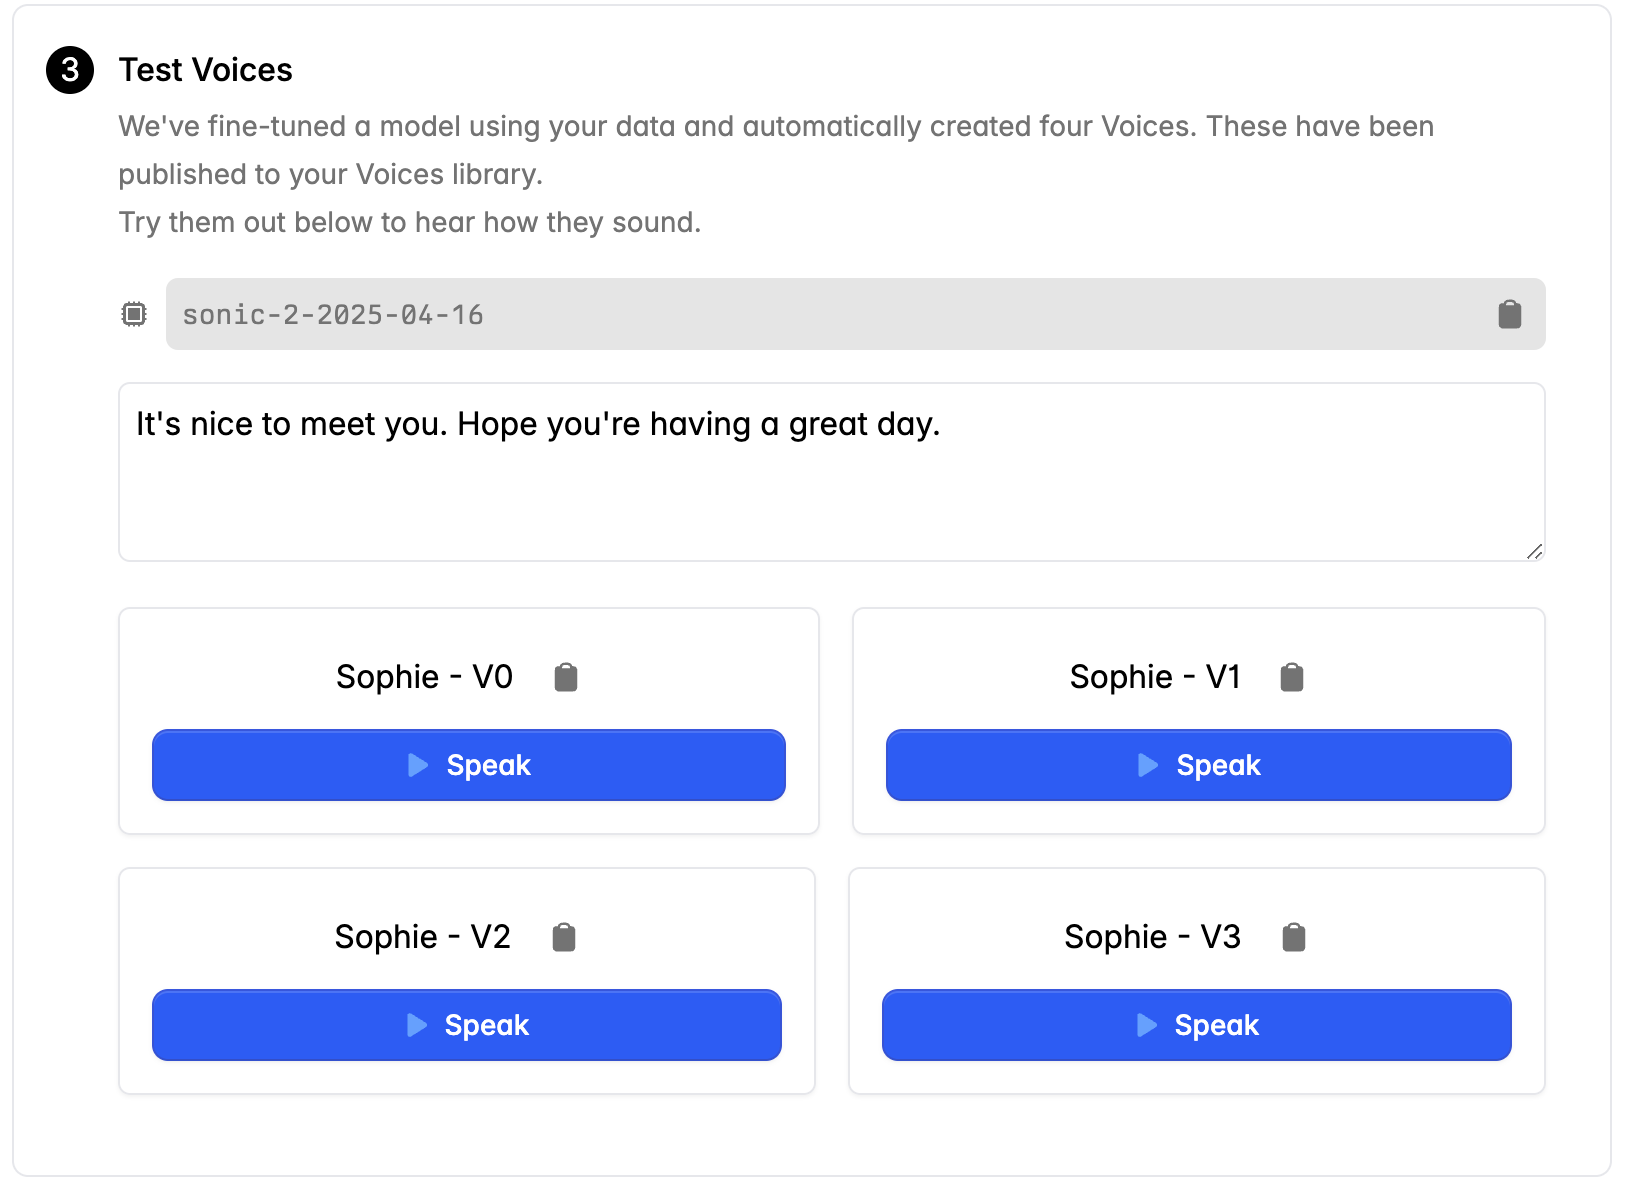 3
Test Voices
We've fine-tuned a model using your data and automatically created four Voices. These have been
published to your Voices library.
Try them out below to hear how they sound.
sonic-2-2025-04-16
It's nice to meet you. Hope you're having a great day.
Sophie - V0
Speak
Sophie - V1
Speak
Sophie - V2
Speak
Sophie - V3
Speak